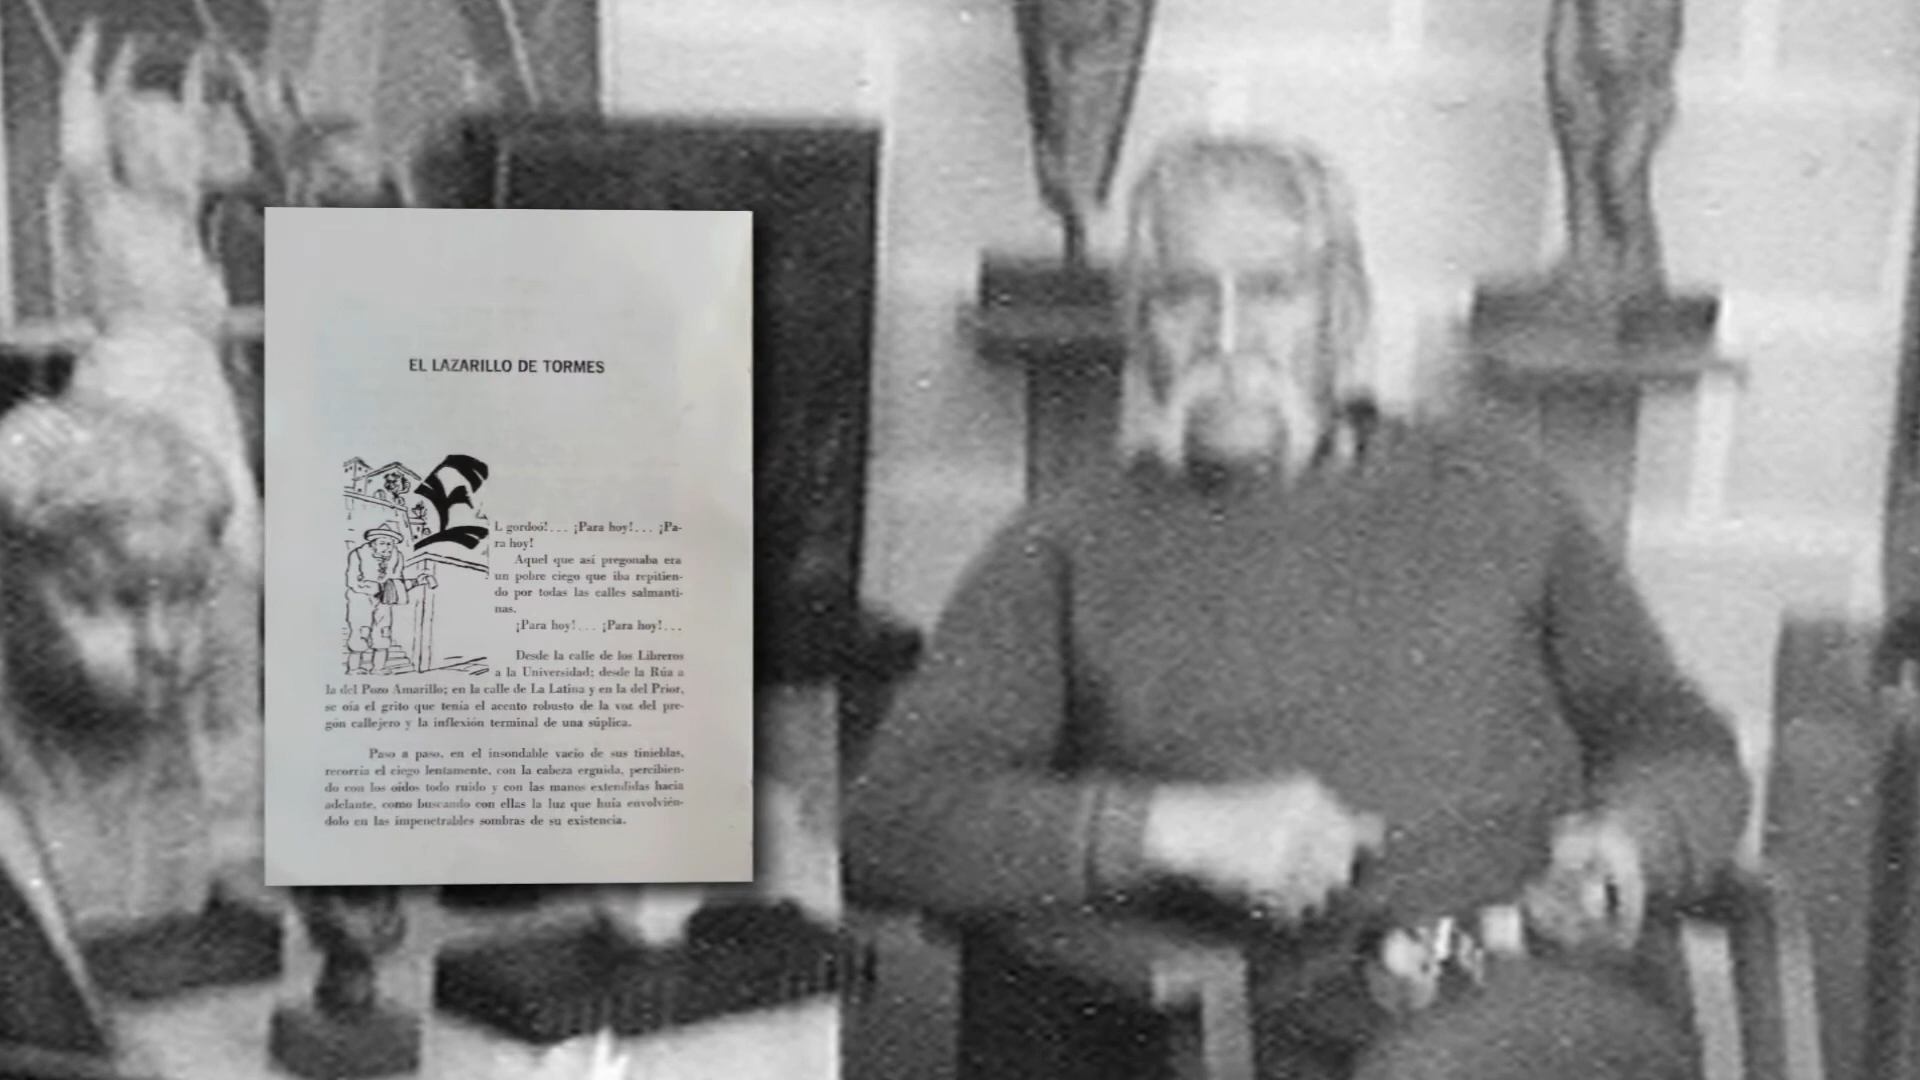 EL LAZARILLO DE TORMES
EL gordoó!... ¡Para hoy!... ¡Pa-
ra hoy!
Aquel que así pregonaba era
un pobre ciego que iba repitien-
do por todas las calles salmanti-
nas.
¡Para hoy!... ¡Para hoy!...
Desde la calle de los Libreros
a la Universidad; desde la Rúa a
la del Pozo Amarillo; en la calle de La Latina y en la del Prior,
se oía el grito que tenía el acento robusto de la voz del pre-
gón callejero y la inflexión terminal de una súplica.
Paso a paso, en el insondable vacío de sus tinieblas,
recorría el ciego lentamente, con la cabeza erguida, percibien-
do con los oídos todo ruido y con las manos extendidas hacia
adelante, como buscando con ellas la luz que huía envolvién-
dolo en las impenetrables sombras de su existencia.